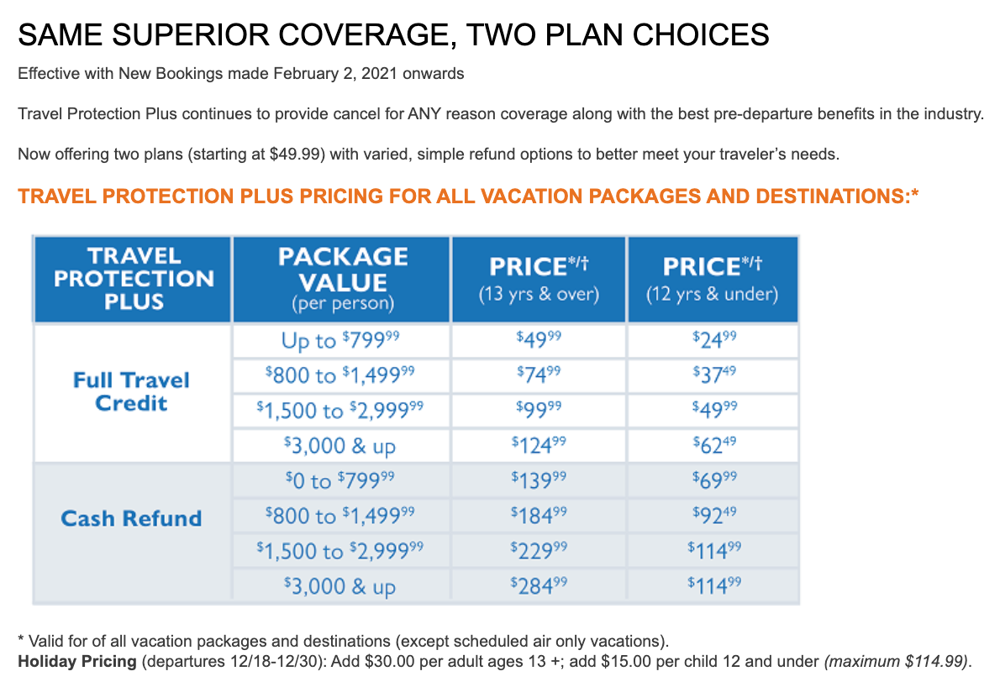 SAME SUPERIOR COVERAGE, TWO PLAN CHOICES
Effective with New Bookings made February 2, 2021 onwards
Travel Protection Plus continues to provide cancel for ANY reason coverage along with the best pre-departure benefits in the industry.
Now offering two plans (starting at $49.99) with varied, simple refund options to better meet your traveler’s needs.
TRAVEL PROTECTION PLUS PRICING FOR ALL VACATION PACKAGES AND DESTINATIONS:*
TRAVEL
PROTECTION
PLUS
PACKAGE
VALUE
(per person)
PRICE*/†
(13 yrs & over)
PRICE*/†
(12 yrs & under)
Full Travel
Credit
Up to $799⁹⁹ $49⁹⁹ $24⁹⁹
$800 to $1,499⁹⁹ $74⁹⁹ $37⁴⁹
$1,500 to $2,999⁹⁹ $99⁹⁹ $49⁹⁹
$3,000 & up $124⁹⁹ $62⁴⁹
Cash Refund
$0 to $799⁹⁹ $139⁹⁹ $69⁹⁹
$800 to $1,499⁹⁹ $184⁹⁹ $92⁴⁹
$1,500 to $2,999⁹⁹ $229⁹⁹ $114⁹⁹
$3,000 & up $284⁹⁹ $114⁹⁹
* Valid for of all vacation packages and destinations (except scheduled air only vacations).
Holiday Pricing (departures 12/18-12/30): Add $30.00 per adult ages 13 +; add $15.00 per child 12 and under (maximum $114.99).